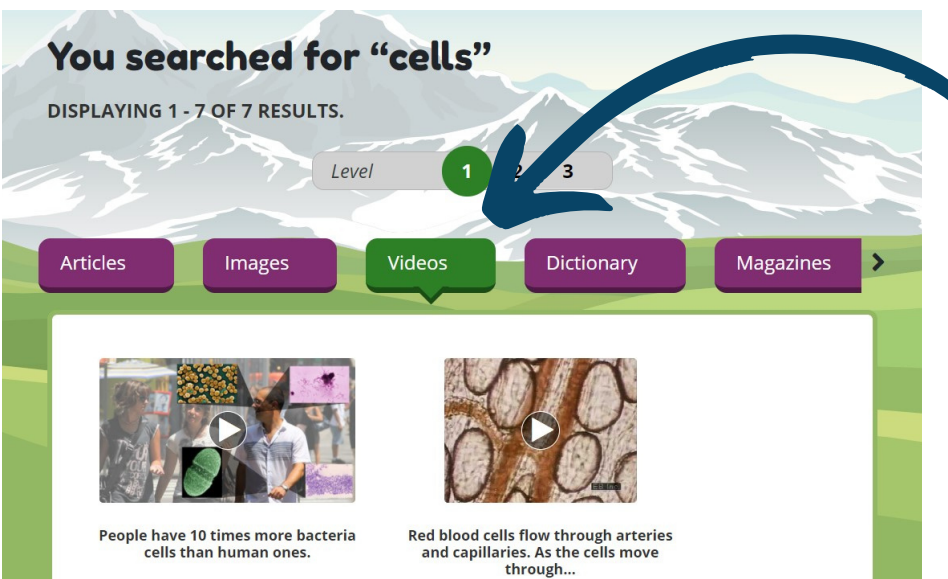 You searched for “cells”
DISPLAYING 1 - 7 OF 7 RESULTS.
Level 1 2 3
Articles Images Videos Dictionary Magazines
People have 10 times more bacteria
cells than human ones.
Red blood cells flow through arteries
and capillaries. As the cells move
through...